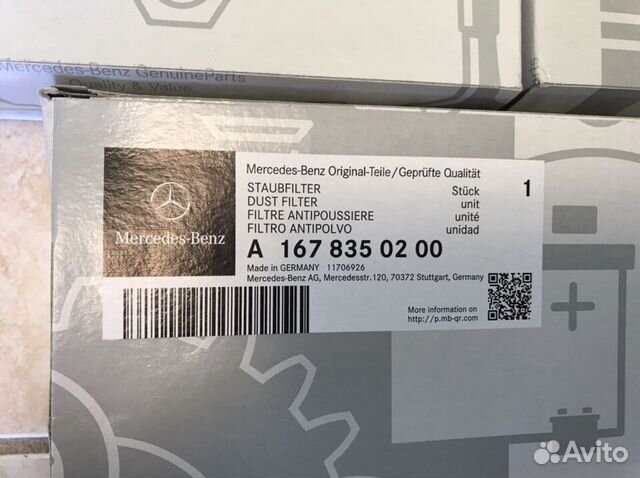 Mercedes-Benz GenuineParts
Quality & Value
Mercedes-Benz Original-Teile/Geprüfte Qualität
STAUBFILTER Stück 1
DUST FILTER unit
FILTRE ANTIPOUSSIERE unité
FILTRO ANTIPOLVO unidad
Mercedes-Benz
A 167 835 02 00
Made in GERMANY 11706926
Mercedes-Benz AG, Mercedesstr.120, 70372 Stuttgart, Germany
More information on
http://p.mb-qr.com
Avito